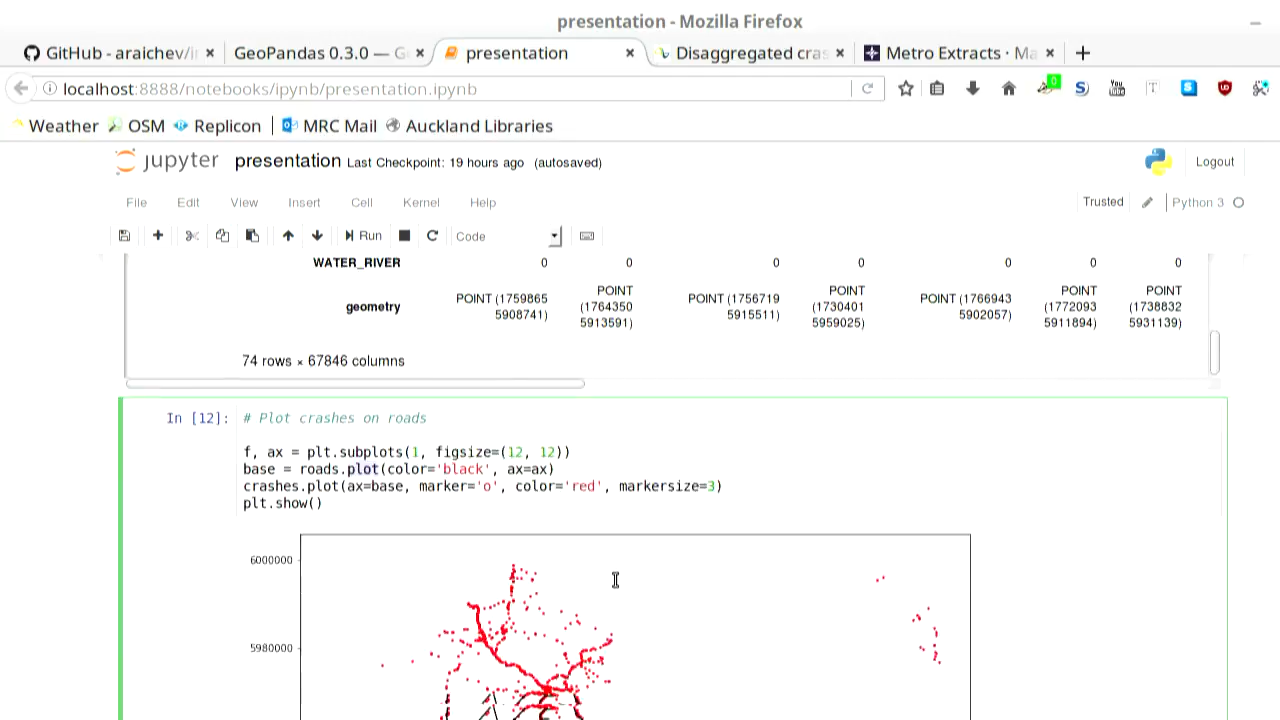 presentation - Mozilla Firefox
GitHub - araichev/i × GeoPandas 0.3.0 — G × presentation × Disaggregated cras × Metro Extracts · Ma × +
localhost:8888/notebooks/ipynb/presentation.ipynb
Weather OSM Replicon MRC Mail Auckland Libraries
jupyter presentation Last Checkpoint: 19 hours ago (autosaved) Logout
File Edit View Insert Cell Kernel Help Trusted Python 3
Run Code
WATER_RIVER 0 0 0 0 0 0 0
geometry POINT (1759865 5908741) POINT (1764350 5913591) POINT (1756719 5915511) POINT (1730401 5959025) POINT (1766943 5902057) POINT (1772093 5911894) POINT (1738832 5931139)
74 rows × 67846 columns
In [12]: # Plot crashes on roads
f, ax = plt.subplots(1, figsize=(12, 12))
base = roads.plot(color='black', ax=ax)
crashes.plot(ax=base, marker='o', color='red', markersize=3)
plt.show()
6000000
5980000